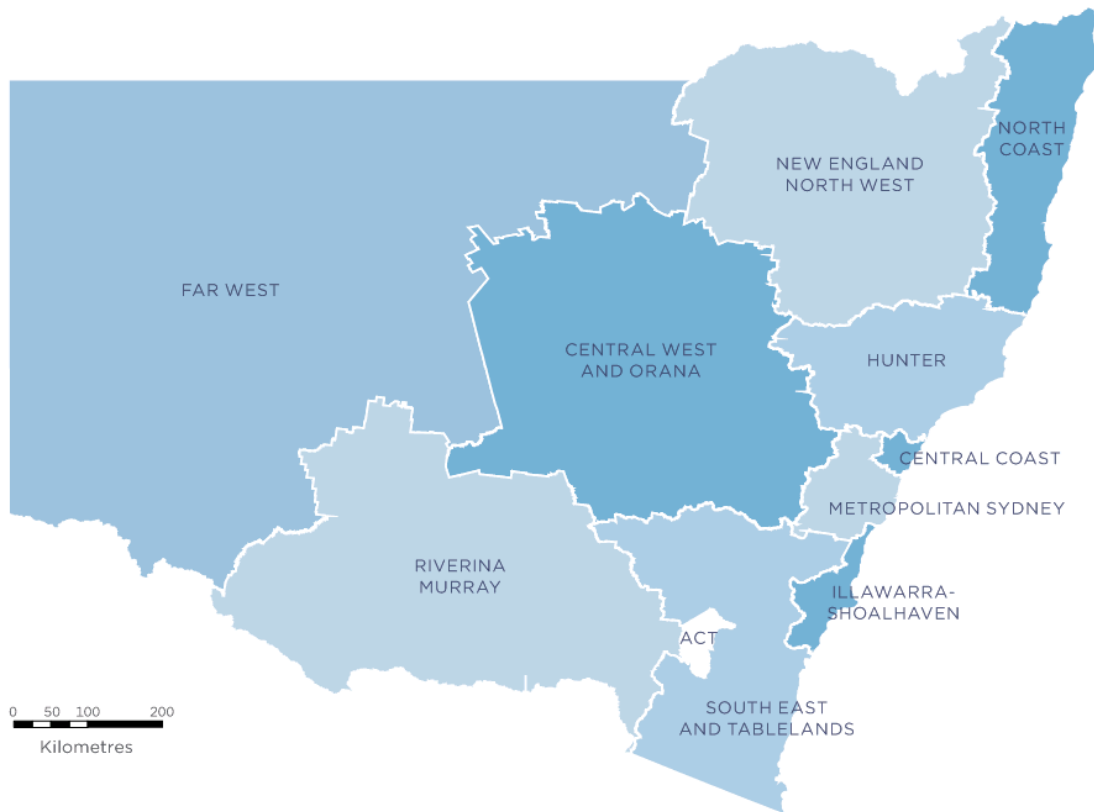 NORTH
COAST
NEW ENGLAND
NORTH WEST
FAR WEST
CENTRAL WEST
AND ORANA
HUNTER
CENTRAL COAST
METROPOLITAN SYDNEY
RIVERINA
MURRAY
ILLAWARRA-
SHOALHAVEN
ACT
SOUTH EAST
AND TABLELANDS
0 50 100 200
Kilometres